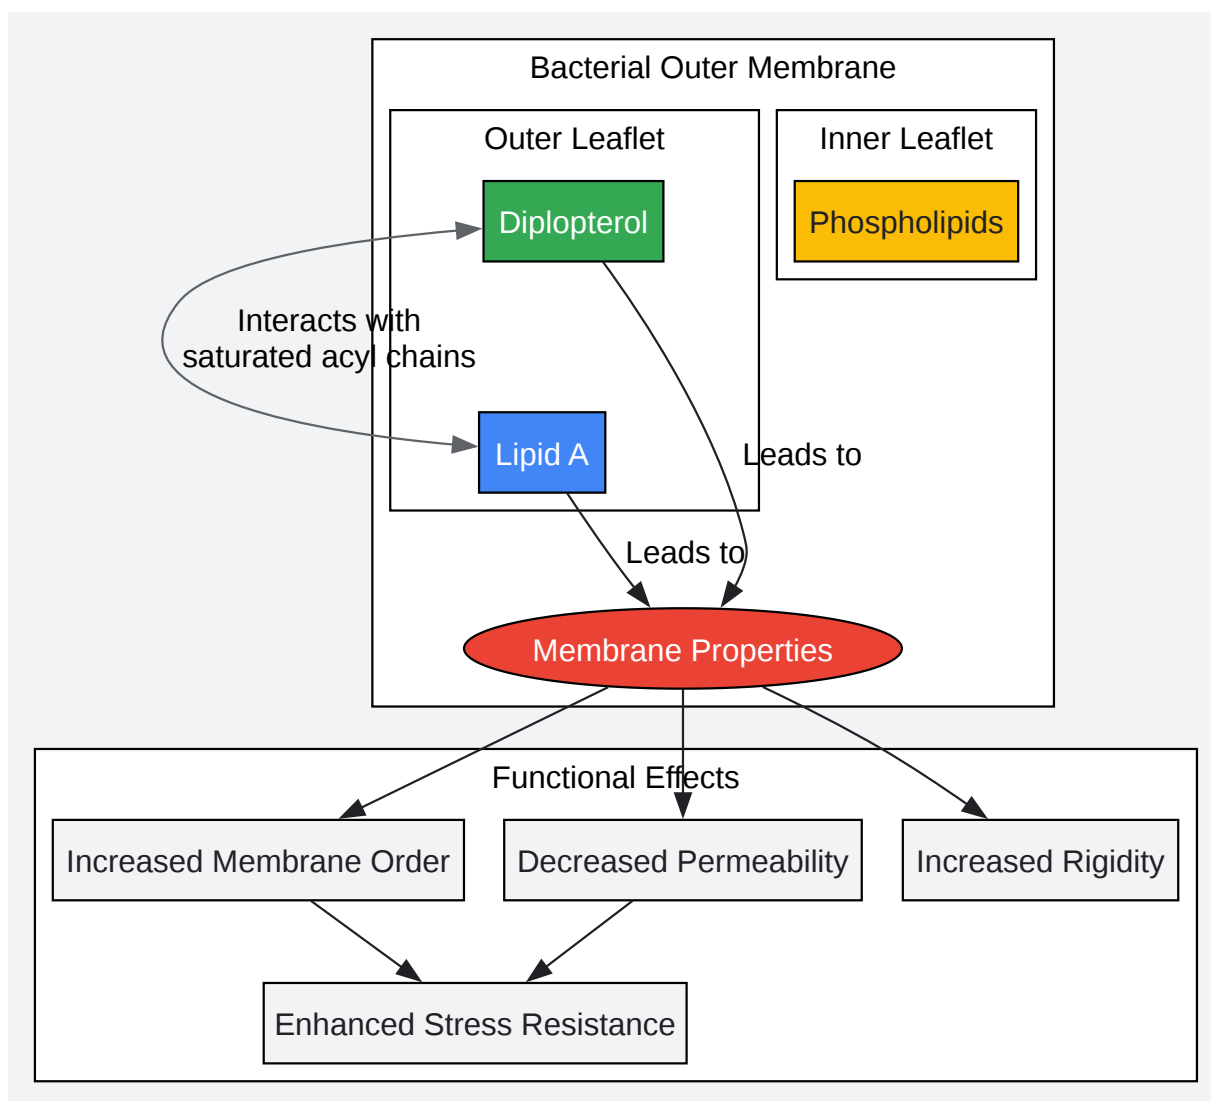 Bacterial Outer Membrane
Outer Leaflet
Inner Leaflet
Diplopterol
Phospholipids
Interacts with
saturated acyl chains
Lipid A
Leads to
Leads to
Membrane Properties
Functional Effects
Increased Membrane Order
Decreased Permeability
Increased Rigidity
Enhanced Stress Resistance